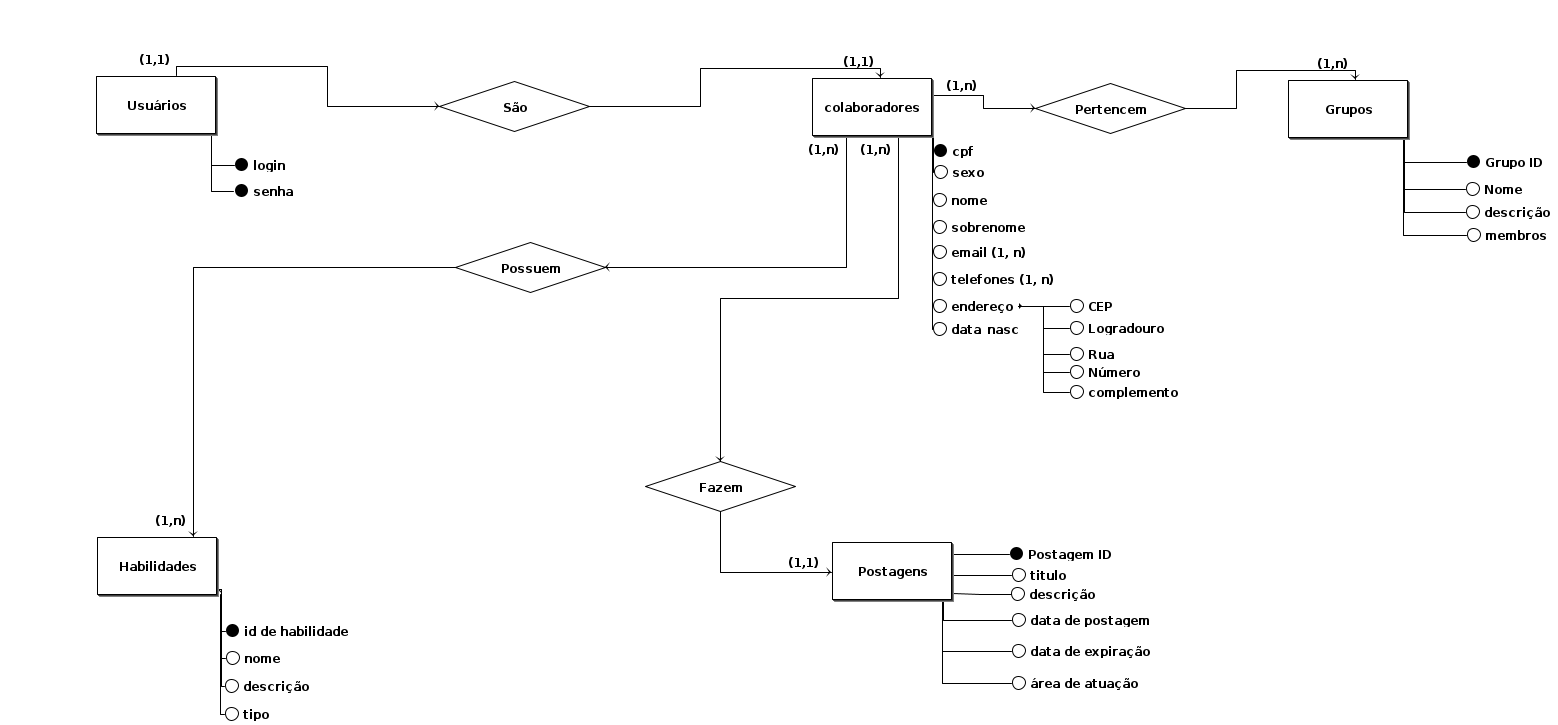 (1,1)
Usuários
login
senha
São
(1,1)
colaboradores
(1,n)
(1,n)
(1,n)
cpf
sexo
nome
sobrenome
email (1, n)
telefones (1, n)
endereço
data nasc
CEP
Logradouro
Rua
Número
complemento
Pertencem
(1,n)
Grupos
Grupo ID
Nome
descrição
membros
Possuem
(1,n)
Habilidades
id de habilidade
nome
descrição
tipo
Fazem
(1,1)
Postagens
Postagem ID
titulo
descrição
data de postagem
data de expiração
área de atuação